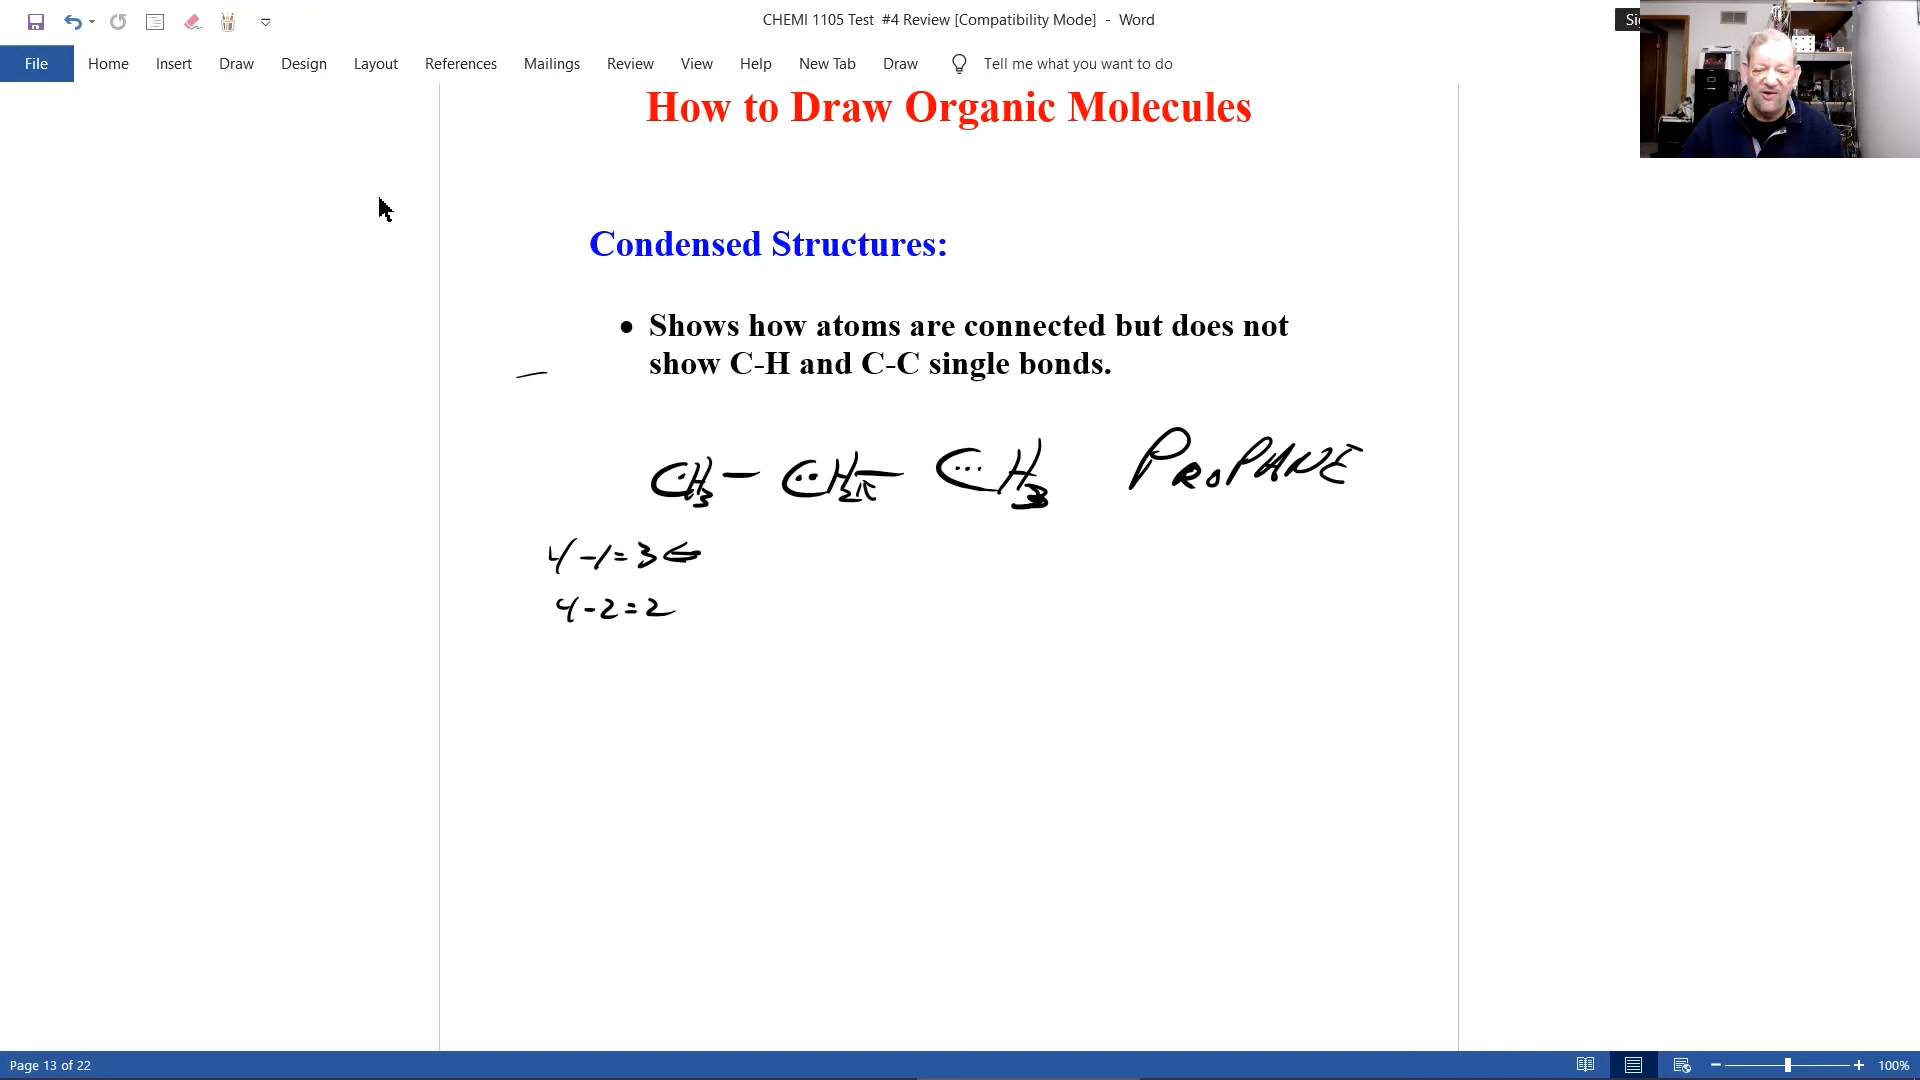 CHEMI 1105 Test #4 Review [Compatibility Mode] - Word
Si
File Home Insert Draw Design Layout References Mailings Review View Help New Tab Draw Tell me what you want to do
How to Draw Organic Molecules
Condensed Structures:
• Shows how atoms are connected but does not
show C-H and C-C single bonds.
CH3 — CH2 — CH3 PROPANE
4-1=3←
4-2=2
Page 13 of 22
100%